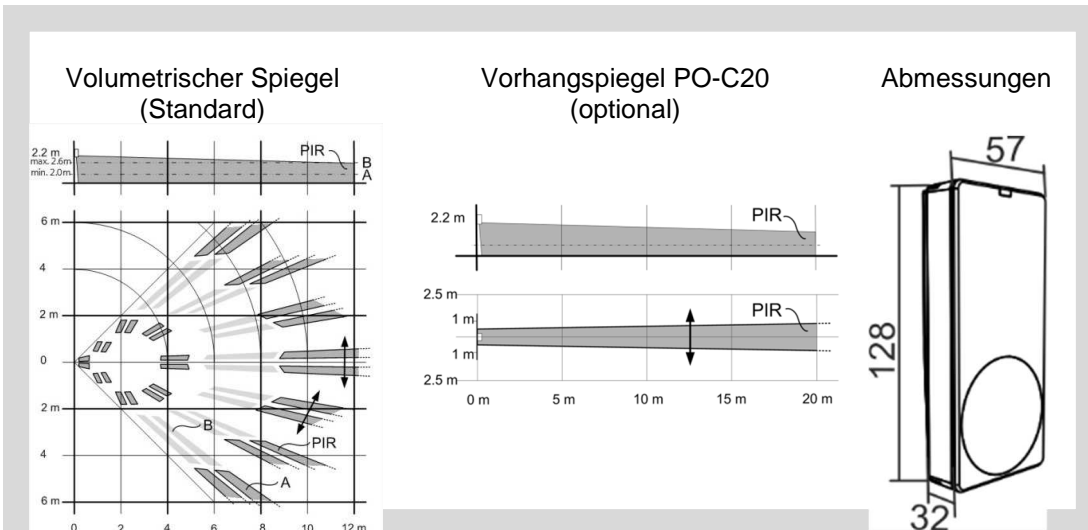 Volumetrischer Spiegel
(Standard)
Vorhangspiegel PO-C20
(optional)
Abmessungen
2.2 m
max. 2.6m
min. 2.0m
PIR
B
A
6 m
4
2 m
0
2 m
4
6 m
B
PIR
A
0 2 4 6 8 10 12 m
2.2 m
PIR
2.5 m
1 m
1 m
2.5 m
PIR
0 m 5 m 10 m 15 m 20 m
57
128
32